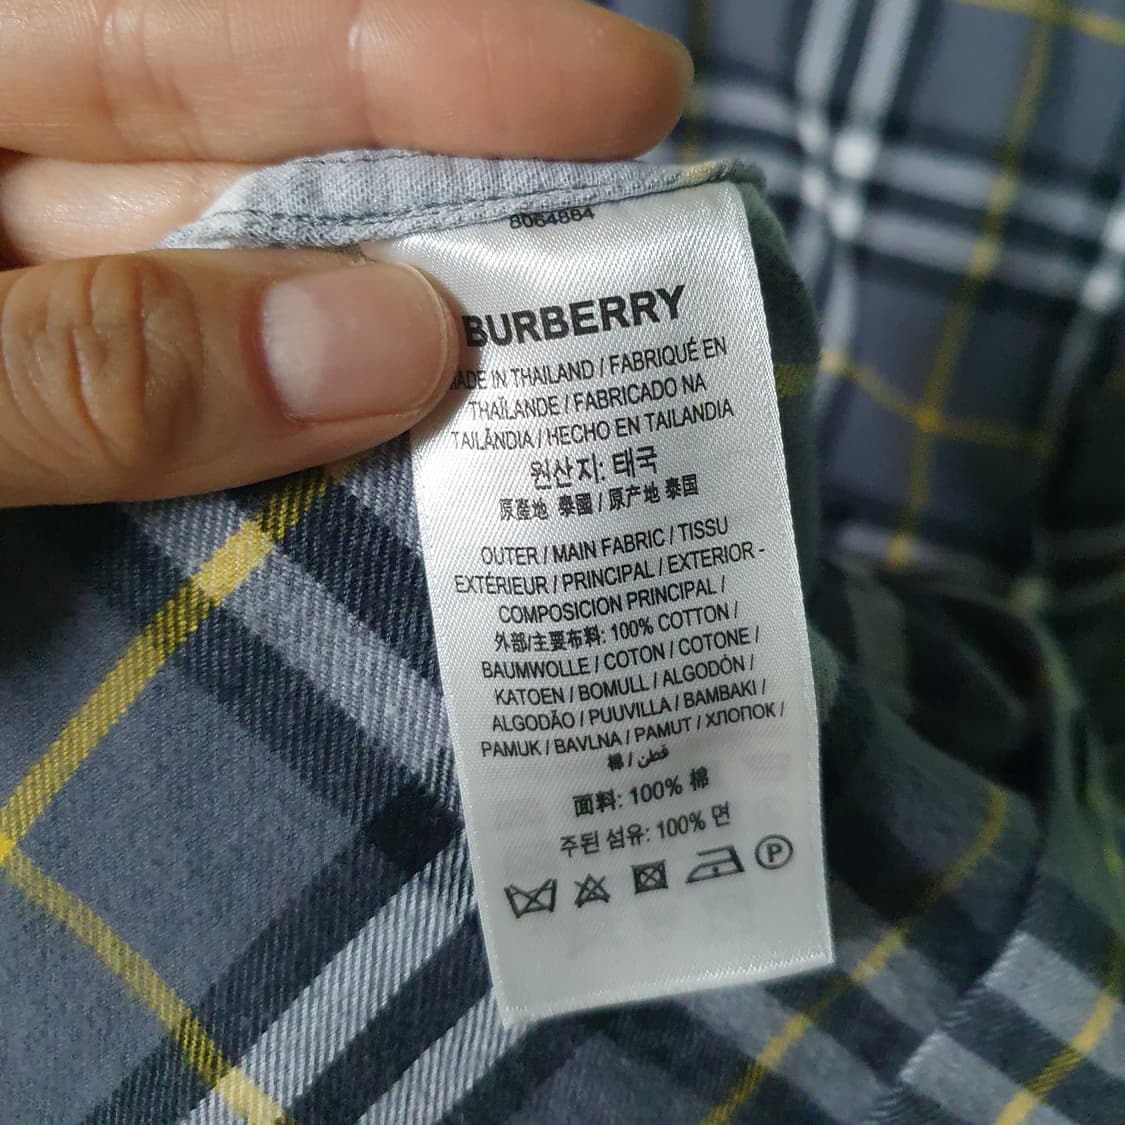 8064864
BURBERRY
MADE IN THAILAND / FABRIQUÉ EN
THAÏLANDE / FABRICADO NA
TAILÂNDIA / HECHO EN TAILANDIA
원산지: 태국
原產地 泰國 / 原产地 泰国
OUTER / MAIN FABRIC / TISSU
EXTÉRIEUR / PRINCIPAL / EXTERIOR -
COMPOSICION PRINCIPAL /
外部/主要布料: 100% COTTON /
BAUMWOLLE / COTON / COTONE /
KATOEN / BOMULL / ALGODÓN /
ALGODÃO / PUUVILLA / BAMBAKI /
PAMUK / BAVLNA / PAMUT / ХЛОПОК /
棉 / قطن
面料: 100% 棉
주된 섬유: 100% 면
P